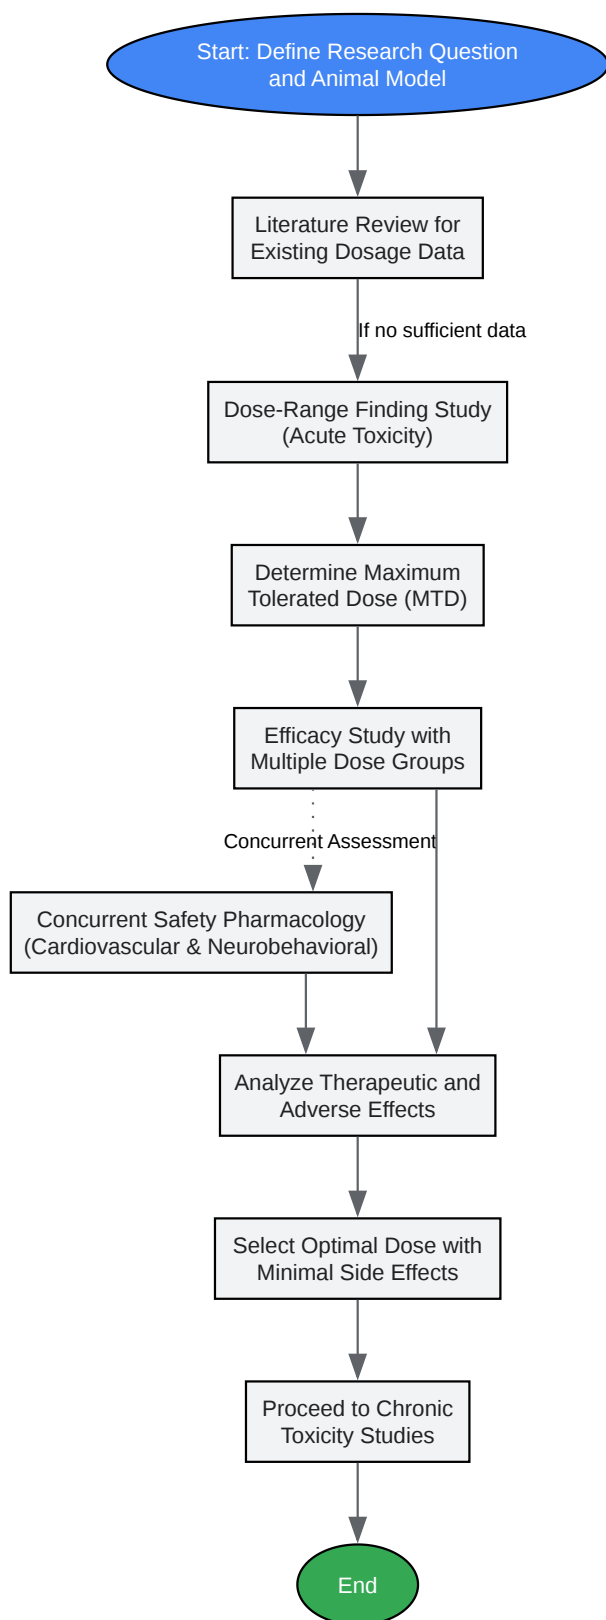 Start: Define Research Question
and Animal Model
Literature Review for
Existing Dosage Data
If no sufficient data
Dose-Range Finding Study
(Acute Toxicity)
Determine Maximum
Tolerated Dose (MTD)
Efficacy Study with
Multiple Dose Groups
Concurrent Assessment
Concurrent Safety Pharmacology
(Cardiovascular & Neurobehavioral)
Analyze Therapeutic and
Adverse Effects
Select Optimal Dose with
Minimal Side Effects
Proceed to Chronic
Toxicity Studies
End